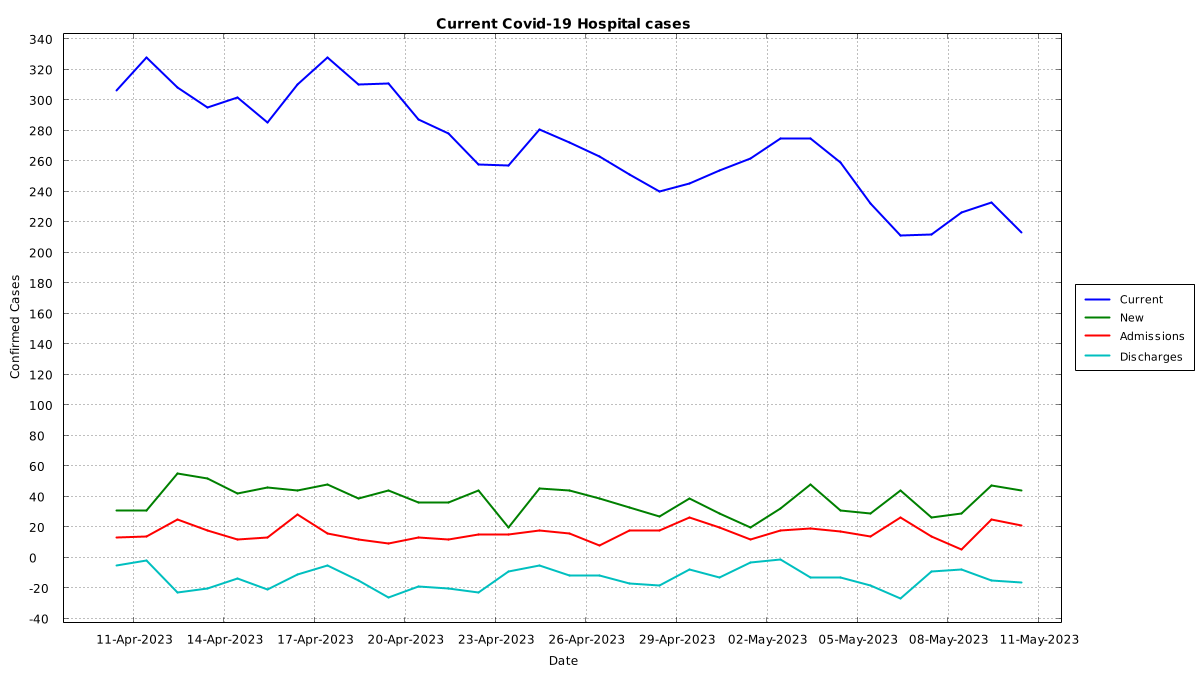 Current Covid-19 Hospital cases
340
320
300
280
260
240
220
200
180
160
140
120
100
80
60
40
20
0
-20
-40
Confirmed Cases
11-Apr-2023 14-Apr-2023 17-Apr-2023 20-Apr-2023 23-Apr-2023 26-Apr-2023 29-Apr-2023 02-May-2023 05-May-2023 08-May-2023 11-May-2023
Date
Current
New
Admissions
Discharges